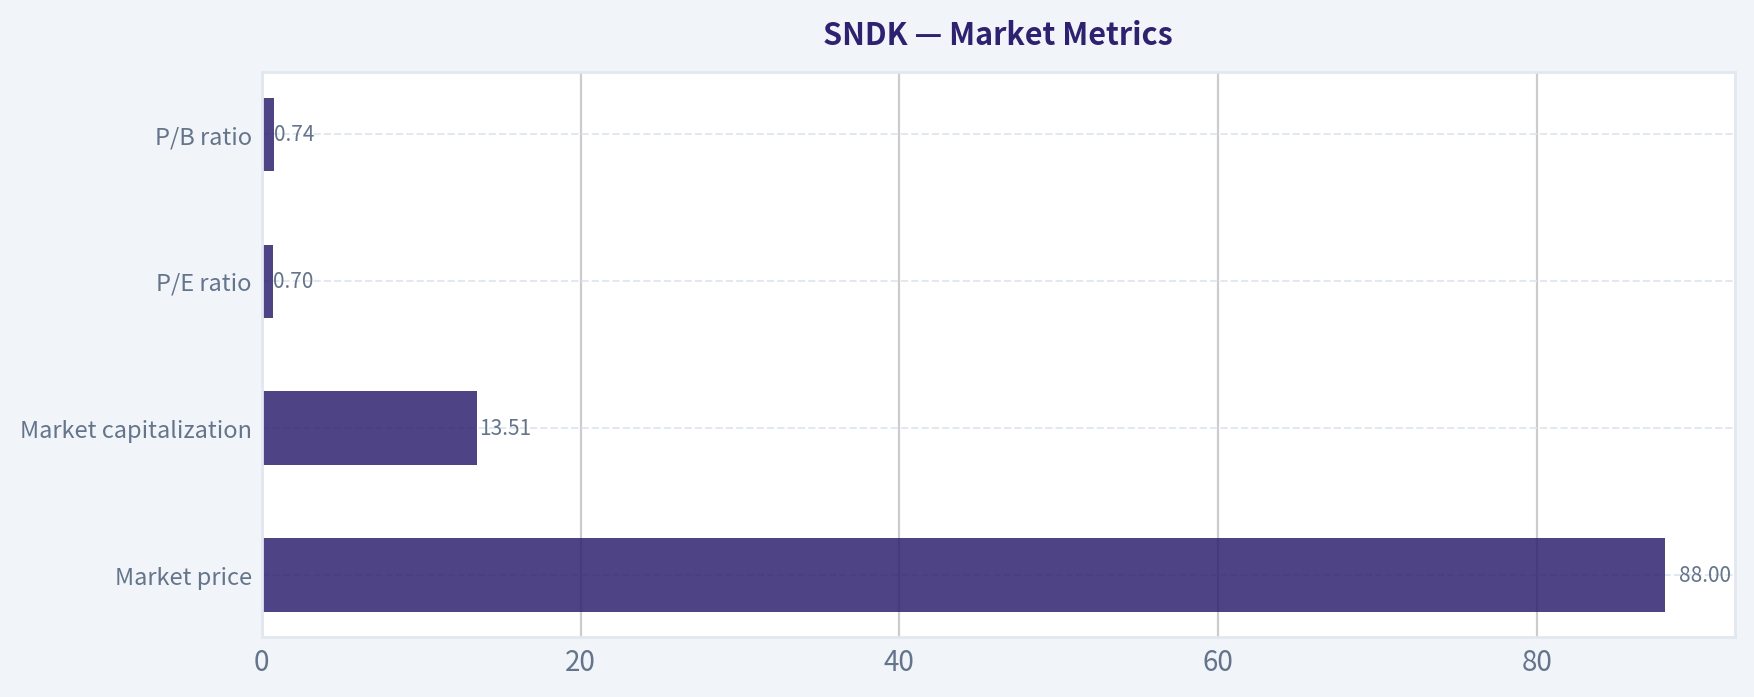 SNDK — Market Metrics
P/B ratio
0.74
P/E ratio
0.70
Market capitalization
13.51
Market price
88.00
0 20 40 60 80